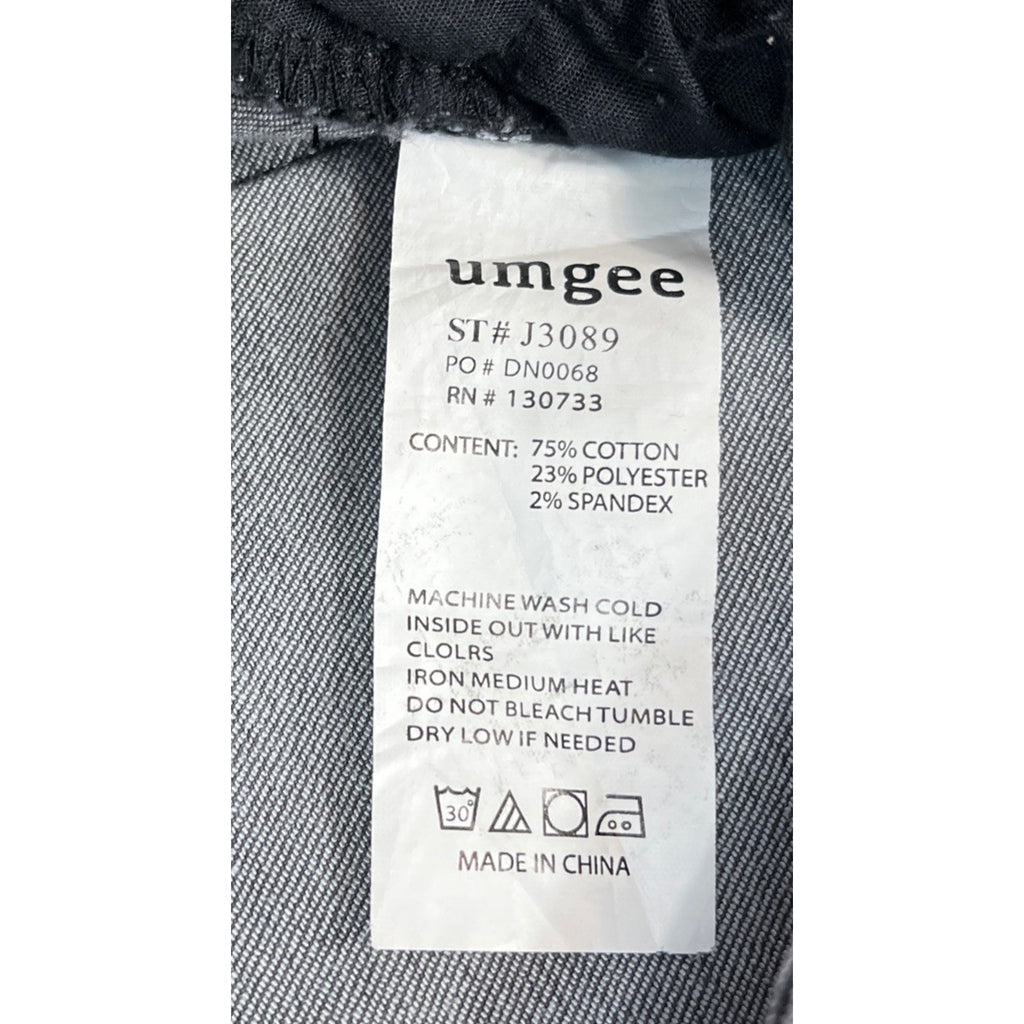 umgee
ST# J3089
PO # DN0068
RN # 130733
CONTENT: 75% COTTON
23% POLYESTER
2% SPANDEX
MACHINE WASH COLD
INSIDE OUT WITH LIKE
CLOLRS
IRON MEDIUM HEAT
DO NOT BLEACH TUMBLE
DRY LOW IF NEEDED
30°
MADE IN CHINA